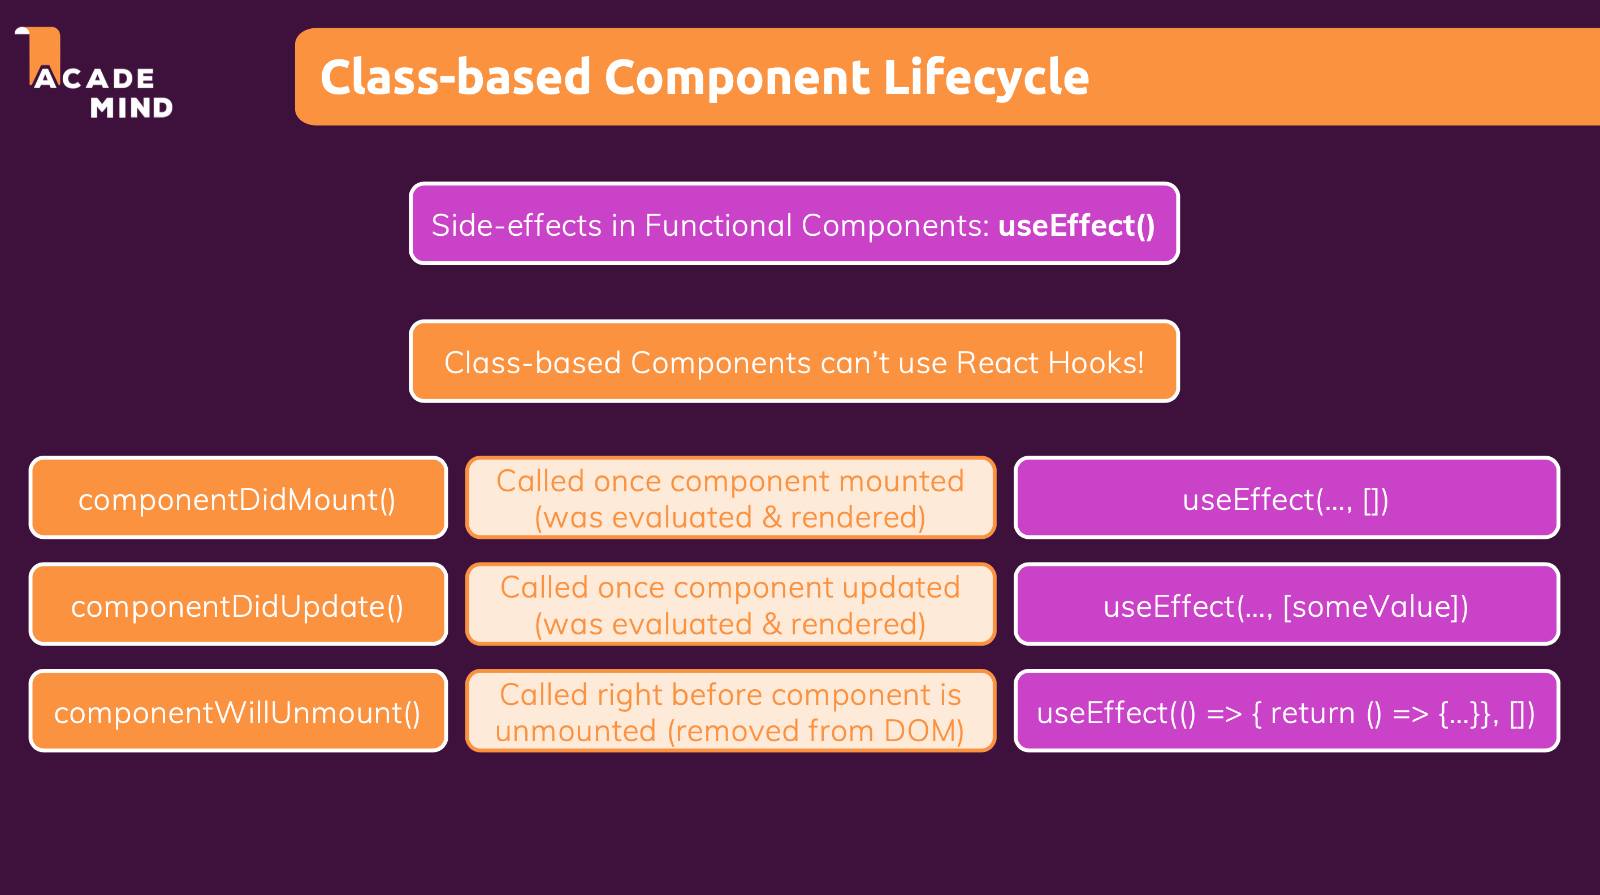 ACADE
MIND
Class-based Component Lifecycle
Side-effects in Functional Components: useEffect()
Class-based Components can’t use React Hooks!
componentDidMount()
Called once component mounted
(was evaluated & rendered)
useEffect(…, [])
componentDidUpdate()
Called once component updated
(was evaluated & rendered)
useEffect(…, [someValue])
componentWillUnmount()
Called right before component is
unmounted (removed from DOM)
useEffect(() => { return () => {…}}, [])